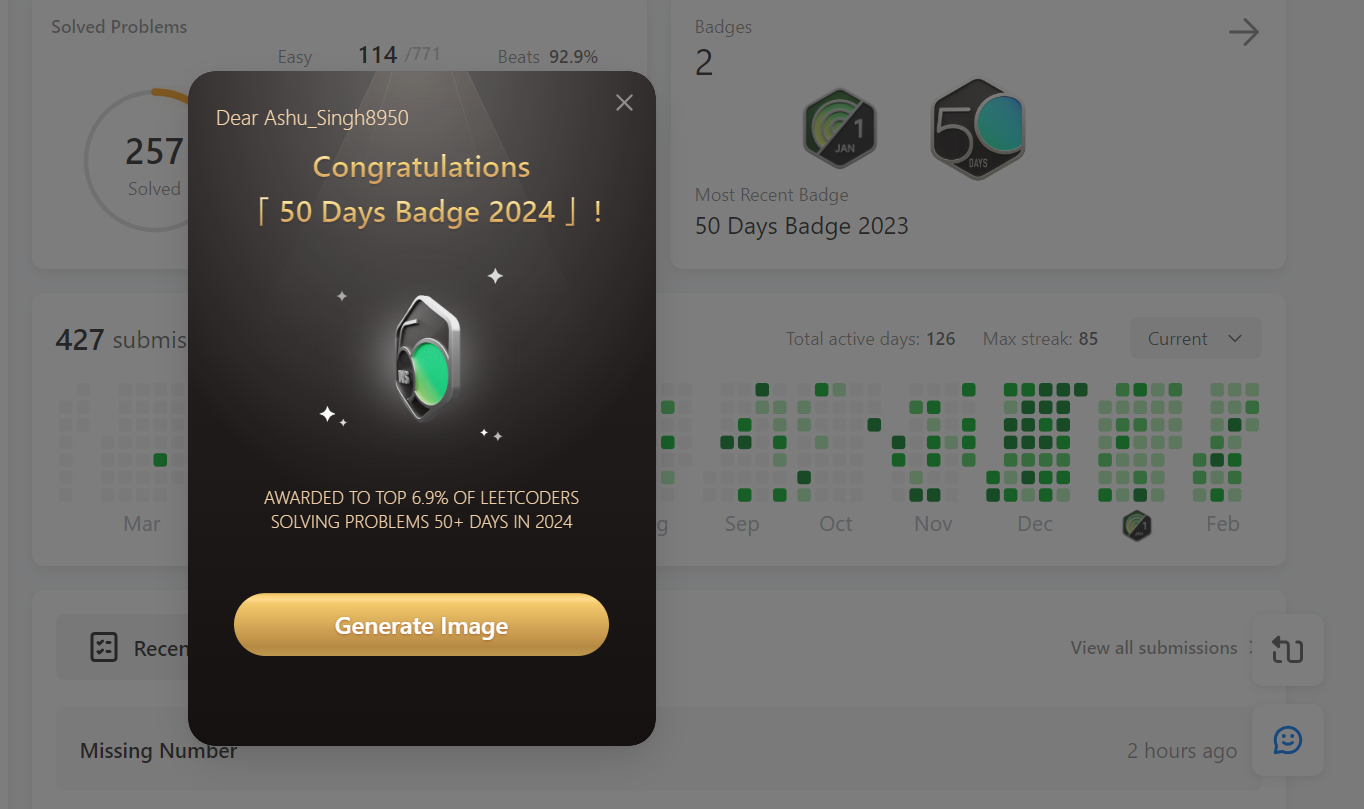 Solved Problems
Easy 114 /771 Beats 92.9%
257
Solved
Badges
2
1
JAN
50
DAYS
Most Recent Badge
50 Days Badge 2023
Dear Ashu_Singh8950
Congratulations
「 50 Days Badge 2024 」 !
AWARDED TO TOP 6.9% OF LEETCODERS
SOLVING PROBLEMS 50+ DAYS IN 2024
Generate Image
427 submis
Total active days: 126 Max streak: 85 Current
Mar g Sep Oct Nov Dec Feb
Recen
View all submissions
Missing Number
2 hours ago